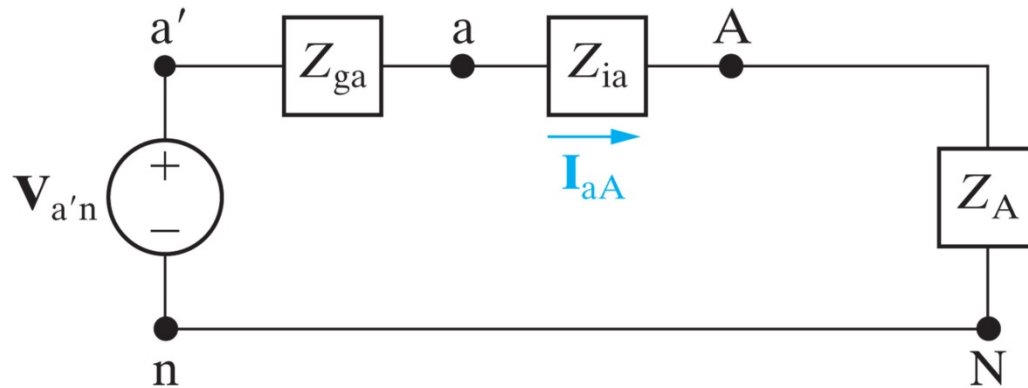 a′ a A
Z_ga Z_ia
I_aA
+
V_a′n
−
Z_A
n N